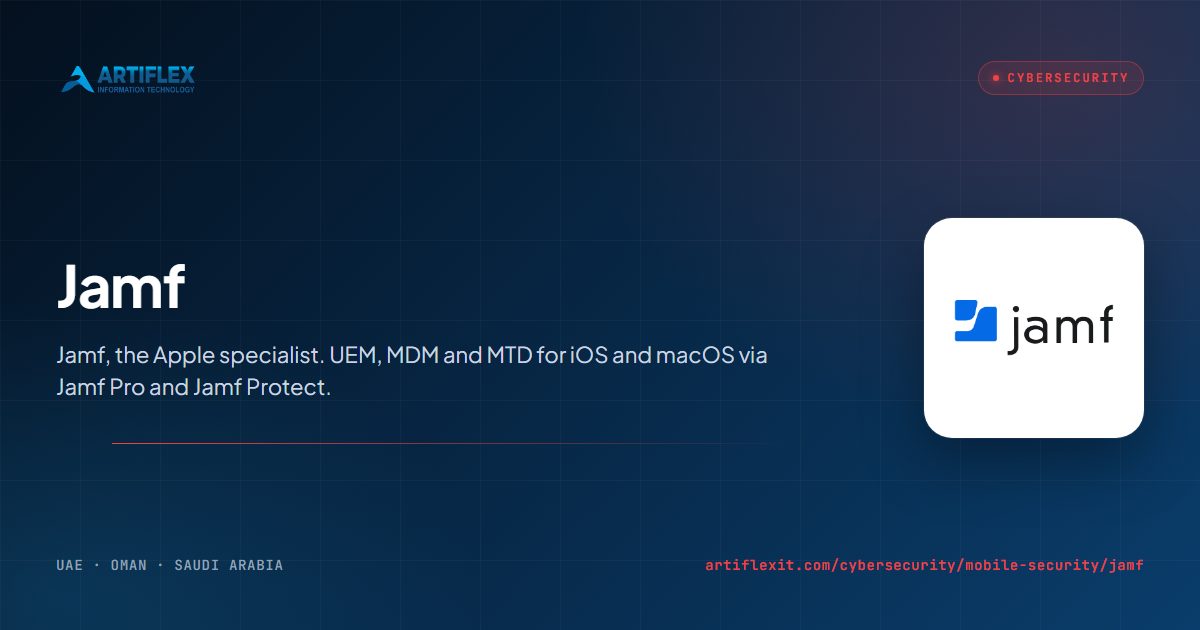 ARTIFLEX
INFORMATION TECHNOLOGY
CYBERSECURITY
Jamf
Jamf, the Apple specialist. UEM, MDM and MTD for iOS and macOS via
Jamf Pro and Jamf Protect.
jamf
UAE · OMAN · SAUDI ARABIA
artiflexit.com/cybersecurity/mobile-security/jamf